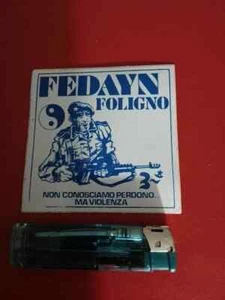 FEDAYN
FOLIGNO
NON CONOSCIAMO PERDONO
MA VIOLENZA